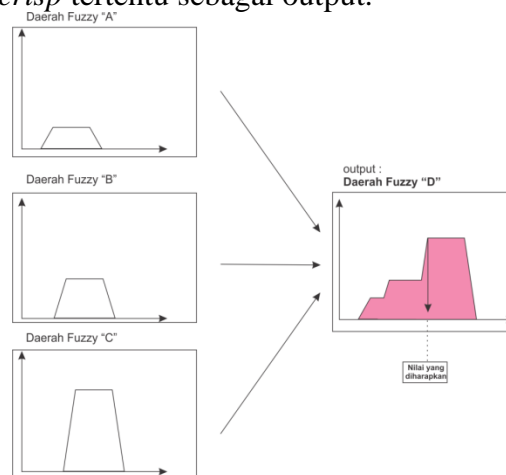 crisp tertentu sebagai output.
Daerah Fuzzy "A"
Daerah Fuzzy "B"
Daerah Fuzzy "C"
output :
Daerah Fuzzy "D"
Nilai yang
diharapkan